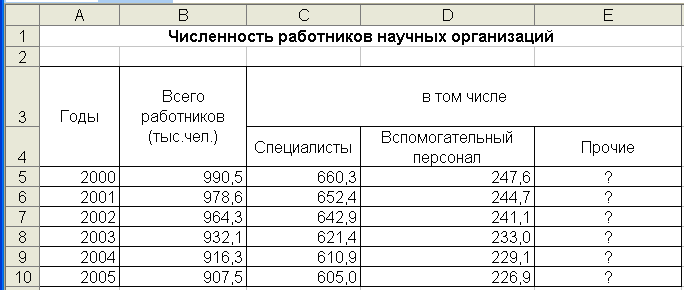 A B C D E
1 Численность работников научных организаций
2
3 Годы Всего работников (тыс.чел.) в том числе
4 Специалисты Вспомогательный персонал Прочие
5 2000 990,5 660,3 247,6 ?
6 2001 978,6 652,4 244,7 ?
7 2002 964,3 642,9 241,1 ?
8 2003 932,1 621,4 233,0 ?
9 2004 916,3 610,9 229,1 ?
10 2005 907,5 605,0 226,9 ?